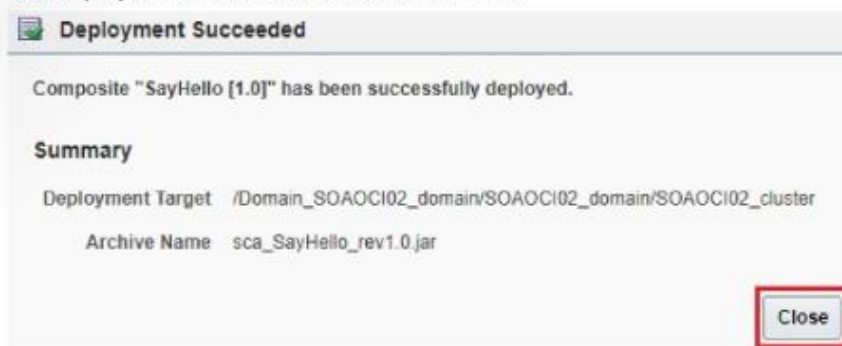 Deployment Succeeded
Composite "SayHello [1.0]" has been successfully deployed.
Summary
Deployment Target /Domain_SOAOCI02_domain/SOAOCI02_domain/SOAOCI02_cluster
Archive Name sca_SayHello_rev1.0.jar
Close